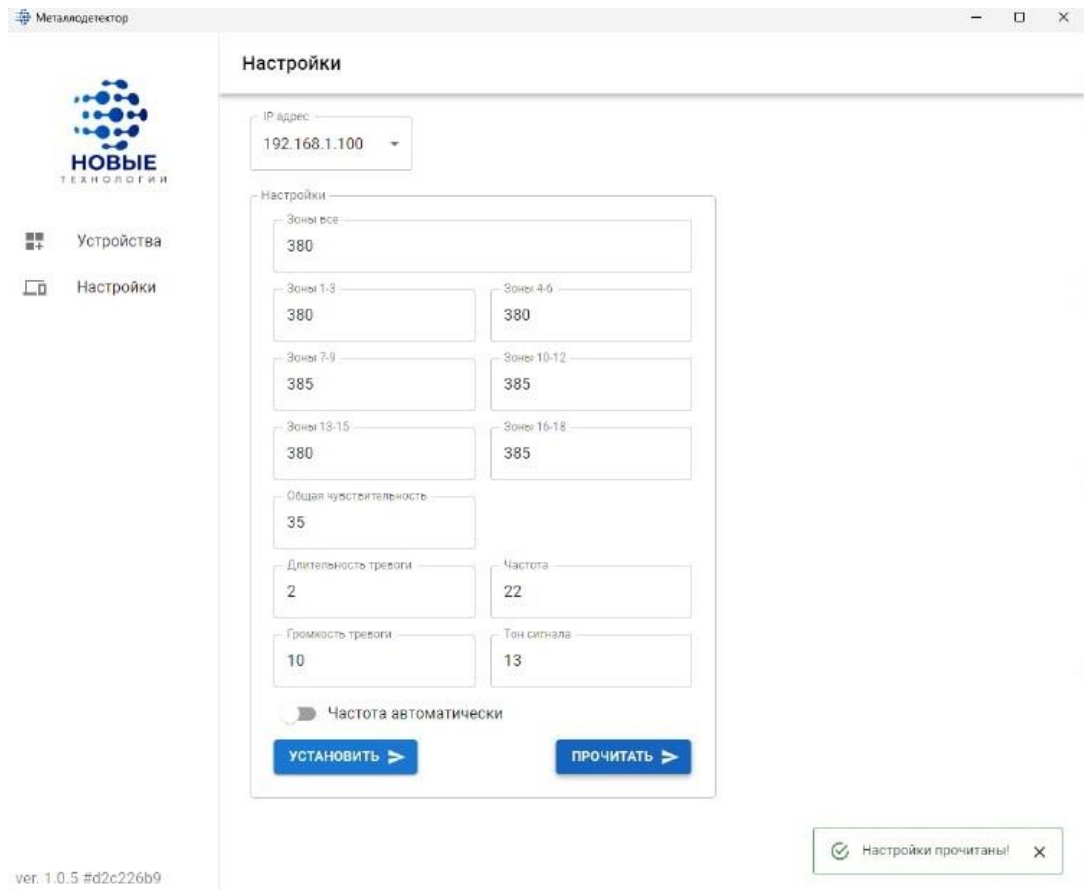 Металлодетектор
НОВЫЕ
ТЕХНОЛОГИИ
Устройства
Настройки
ver. 1.0.5 #d2c226b9
Настройки
IP адрес
192.168.1.100
Настройки
Зоны все
380
Зоны 1-3
Зоны 4-6
380
380
Зоны 7-9
Зоны 10-12
385
385
Зоны 13-15
Зоны 16-18
380
385
Общая чувствительность
35
Длительность тревоги
Частота
2
22
Громкость тревоги
Тон сигнала
10
13
Частота автоматически
УСТАНОВИТЬ
ПРОЧИТАТЬ
Настройки прочитаны!